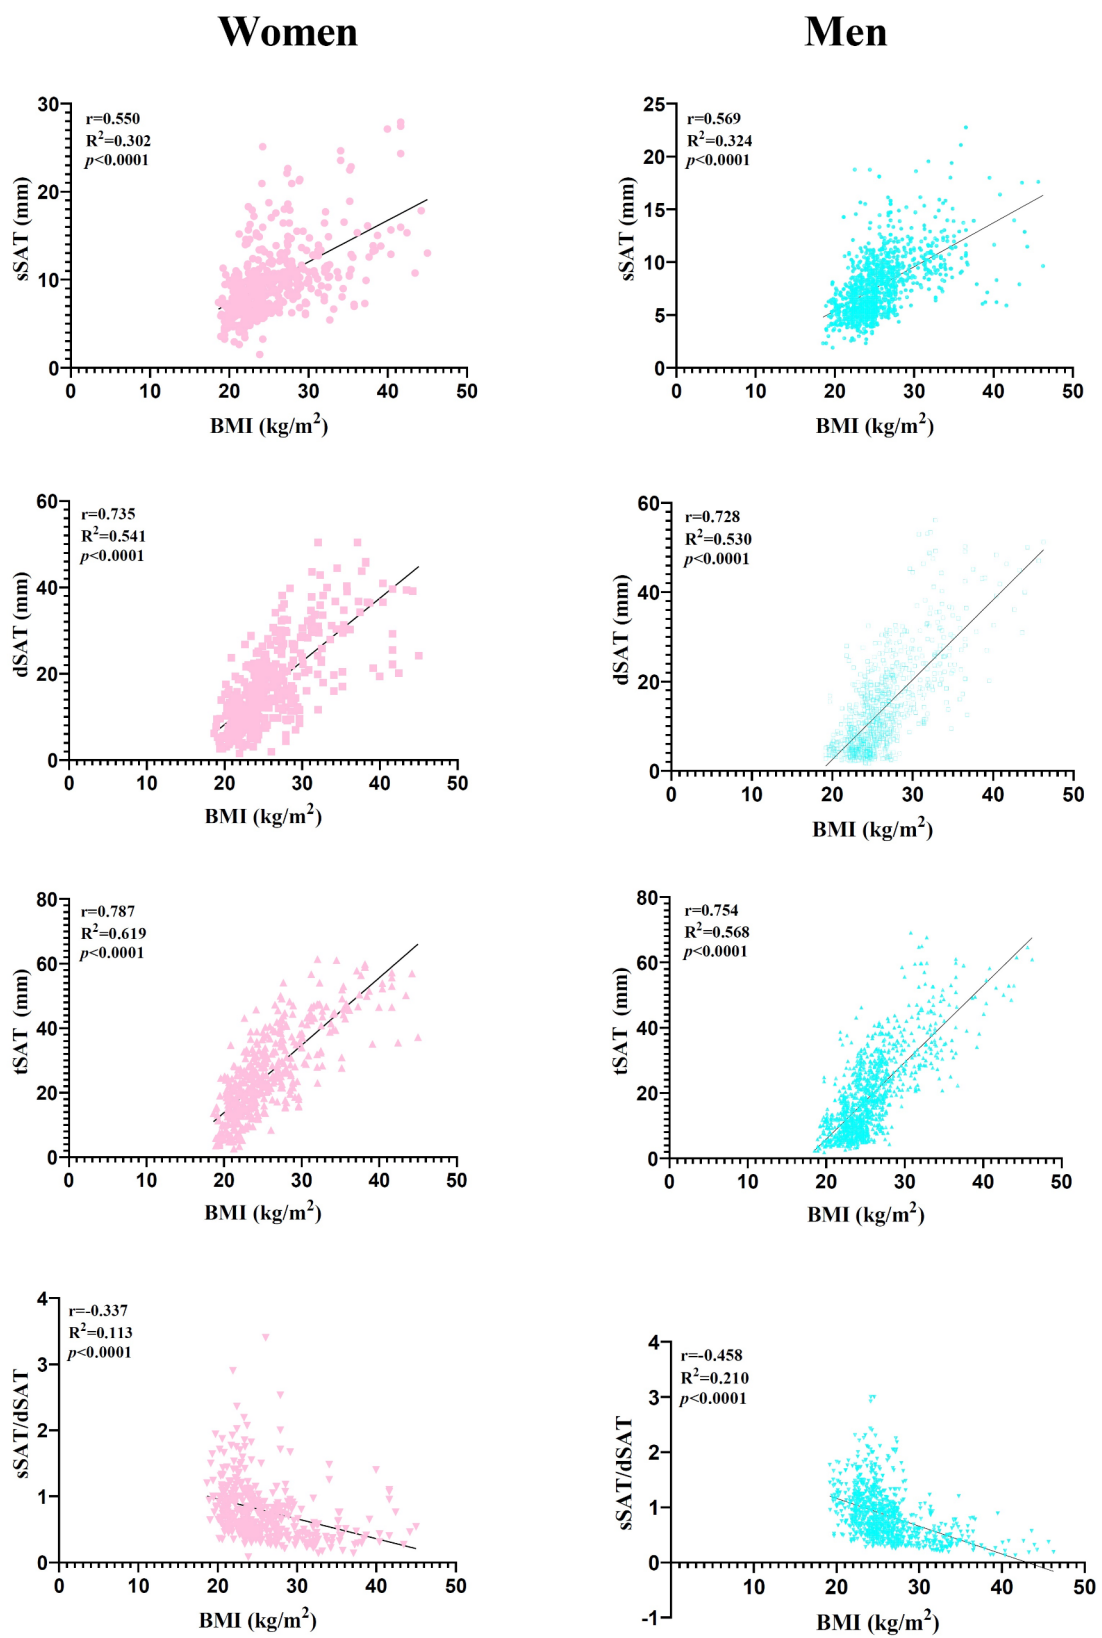 Women
Men
30
20
10
0
sSAT (mm)
r=0.550
R²=0.302
p<0.0001
0 10 20 30 40 50
BMI (kg/m²)
25
20
15
10
5
0
sSAT (mm)
r=0.569
R²=0.324
p<0.0001
0 10 20 30 40 50
BMI (kg/m²)
60
40
20
0
dSAT (mm)
r=0.735
R²=0.541
p<0.0001
0 10 20 30 40 50
BMI (kg/m²)
60
40
20
0
dSAT (mm)
r=0.728
R²=0.530
p<0.0001
0 10 20 30 40 50
BMI (kg/m²)
80
60
40
20
0
tSAT (mm)
r=0.787
R²=0.619
p<0.0001
0 10 20 30 40 50
BMI (kg/m²)
80
60
40
20
0
tSAT (mm)
r=0.754
R²=0.568
p<0.0001
0 10 20 30 40 50
BMI (kg/m²)
4
3
2
1
0
sSAT/dSAT
r=-0.337
R²=0.113
p<0.0001
0 10 20 30 40 50
BMI (kg/m²)
4
3
2
1
0
-1
sSAT/dSAT
r=-0.458
R²=0.210
p<0.0001
10 20 30 40 50
BMI (kg/m²)